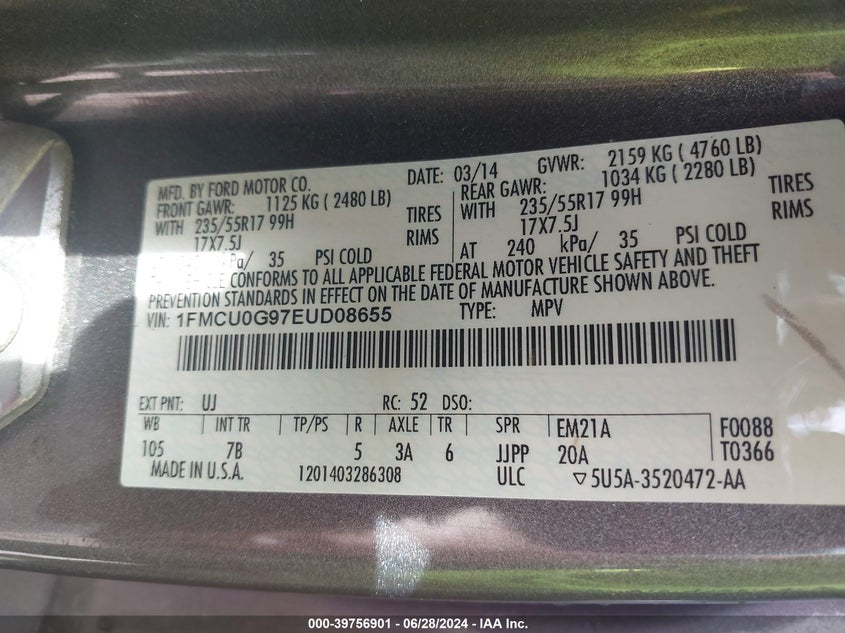 MFD. BY FORD MOTOR CO. DATE: 03/14 GVWR: 2159 KG ( 4760 LB)
FRONT GAWR: 1125 KG ( 2480 LB) REAR GAWR: 1034 KG ( 2280 LB)
WITH 235/55R17 99H TIRES WITH 235/55R17 99H TIRES
17X7.5J RIMS 17X7.5J RIMS
kPa/ 35 PSI COLD AT 240 kPa/ 35 PSI COLD
CONFORMS TO ALL APPLICABLE FEDERAL MOTOR VEHICLE SAFETY AND THEFT
PREVENTION STANDARDS IN EFFECT ON THE DATE OF MANUFACTURE SHOWN ABOVE.
VIN: 1FMCU0G97EUD08655 TYPE: MPV
EXT PNT: UJ RC: 52 DSO:
WB INT TR TP/PS R AXLE TR SPR EM21A F0088
105 7B 5 3A 6 JJPP 20A T0366
MADE IN U.S.A. 1201403286308 ULC ▽5U5A-3520472-AA
000-39756901 - 06/28/2024 - IAA Inc.